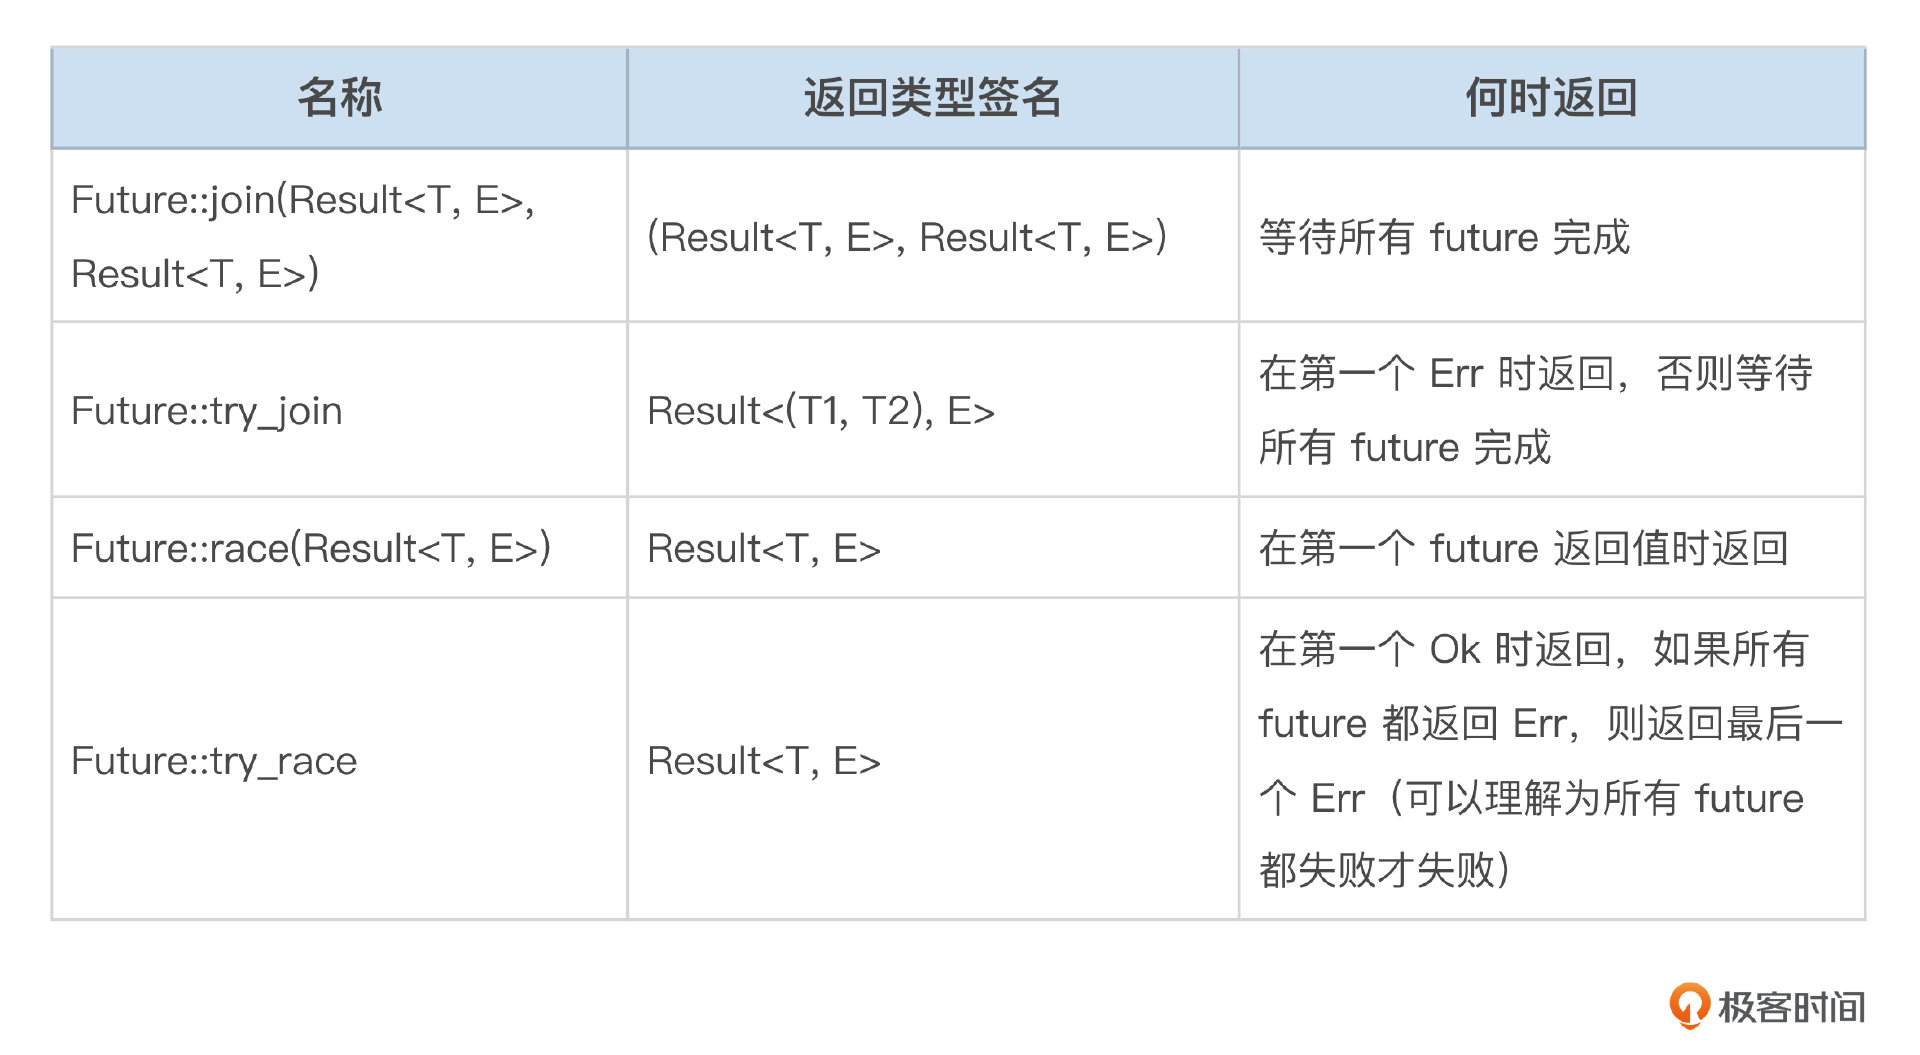 名称
返回类型签名
何时返回
Future::join(Result<T, E>,
Result<T, E>)
(Result<T, E>, Result<T, E>)
等待所有 future 完成
Future::try_join
Result<(T1, T2), E>
在第一个 Err 时返回，否则等待
所有 future 完成
Future::race(Result<T, E>)
Result<T, E>
在第一个 future 返回值时返回
Future::try_race
Result<T, E>
在第一个 Ok 时返回，如果所有
future 都返回 Err，则返回最后一
个 Err（可以理解为所有 future
都失败才失败）
极客时间